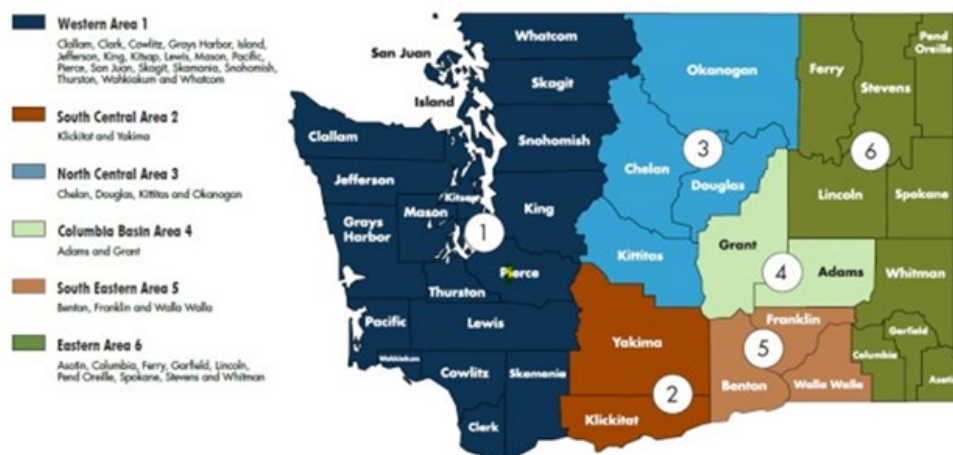 Western Area 1
Clallam, Clark, Cowlitz, Grays Harbor, Island,
Jefferson, King, Kitsap, Lewis, Mason, Pacific,
Pierce, San Juan, Skagit, Skamania, Snohomish,
Thurston, Wahkiakum and Whatcom
South Central Area 2
Klickitat and Yakima
North Central Area 3
Chelan, Douglas, Kittitas and Okanogan
Columbia Basin Area 4
Adams and Grant
South Eastern Area 5
Benton, Franklin and Walla Walla
Eastern Area 6
Asotin, Columbia, Ferry, Garfield, Lincoln,
Pend Oreille, Spokane, Stevens and Whitman
San Juan
Whatcom
Island
Skagit
Clallam
Snohomish
Jefferson
Kitsap
Mason
King
Grays
Harbor
1
Pierce
Thurston
Pacific
Lewis
Wahkiakum
Cowlitz
Skamania
Clerk
Okanogan
3
Chelan
Douglas
Kittitas
Ferry
Pend
Oreille
Stevens
6
Lincoln
Spokane
Grant
4
Adams
Whitman
Yakima
2
Klickitat
Franklin
5
Benton
Walla Walla
Garfield
Columbia
Asotin